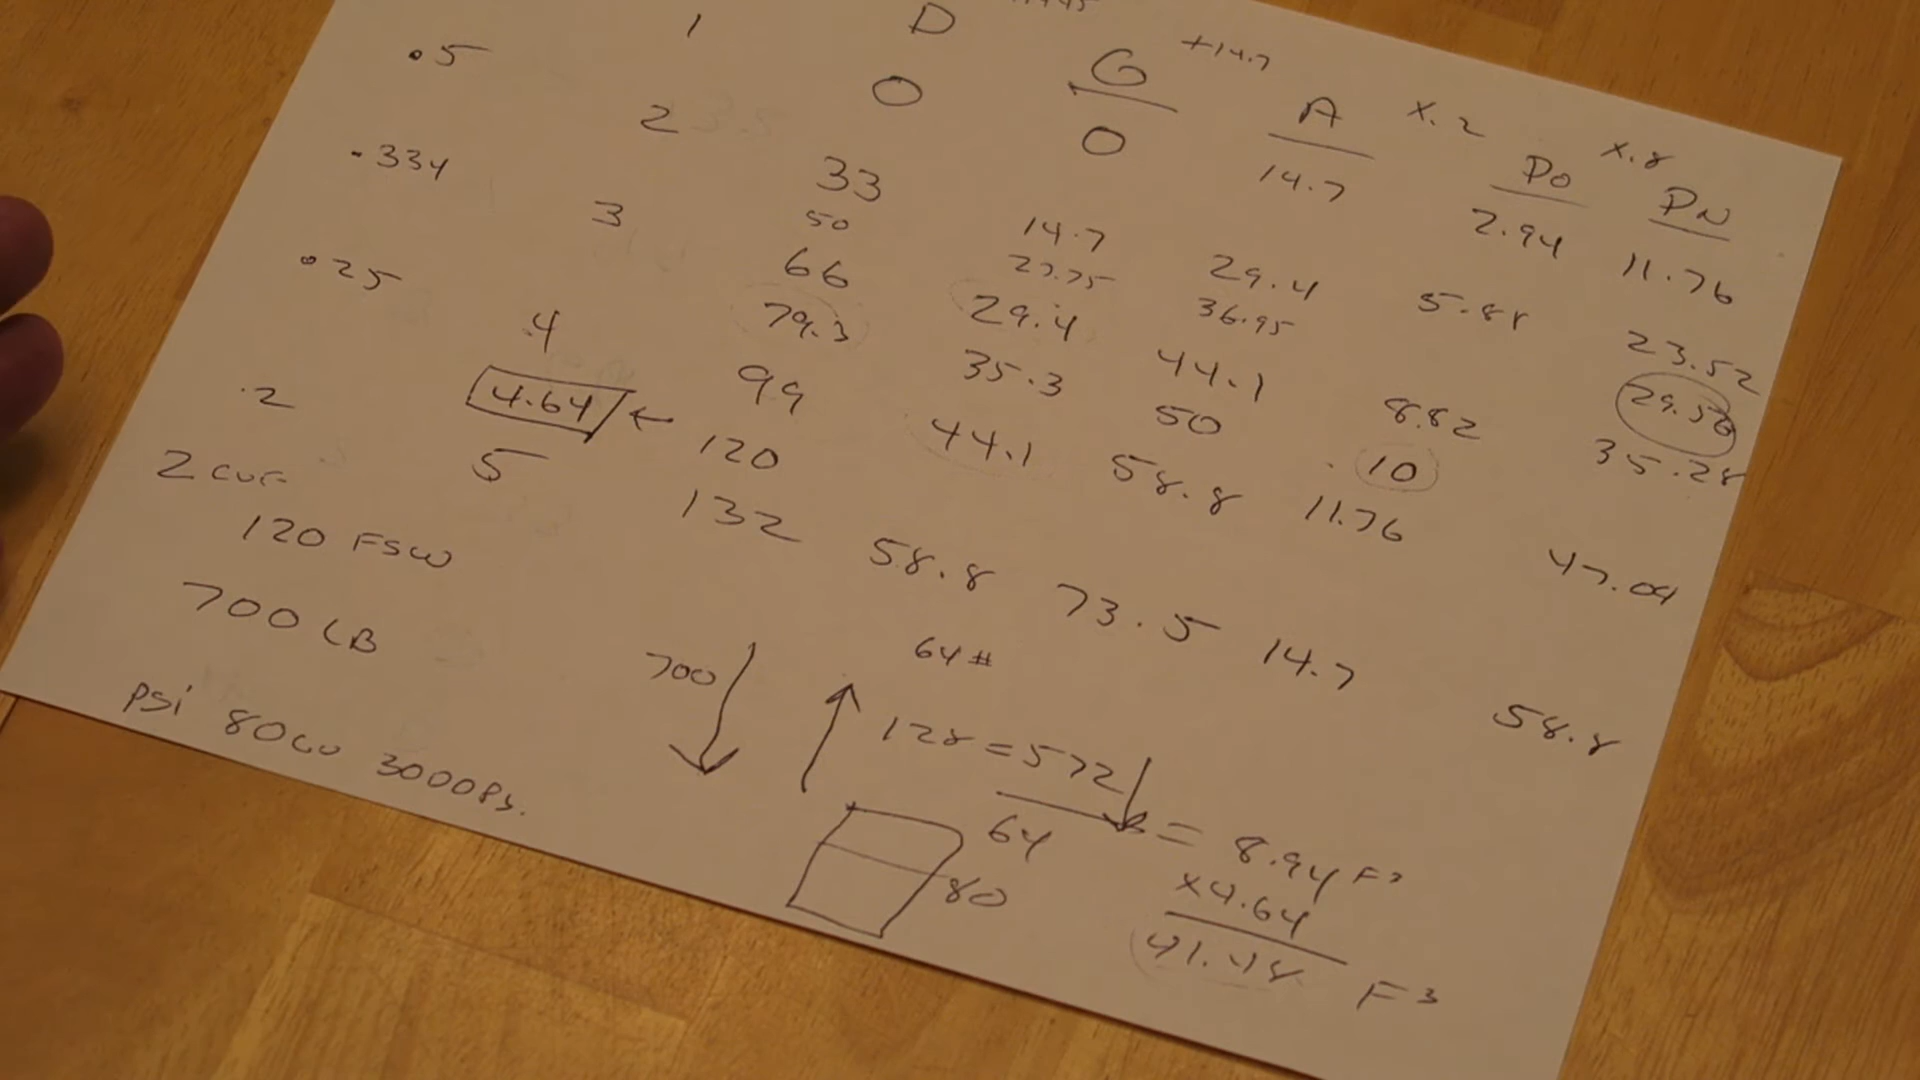 1 D G +14.7 A x.2 PO x.8 PN
.5 2 0 0 14.7 2.94 11.76
.334 3 33 14.7 29.4 5.88 23.52
50 36.95 29.56
.25 4 66 29.4 44.1 8.82 35.28
79.3 35.3 50 10
.2 99 44.1 58.8 11.76 47.04
4.64 ← 120
5 132 58.8 73.5 14.7 58.8
2 CUF
120 FSW
700 LB
700 64#
128 = 572
64 = 8.94 F3
x4.64
41.48 F3
80
PSI 80CU 3000PSI